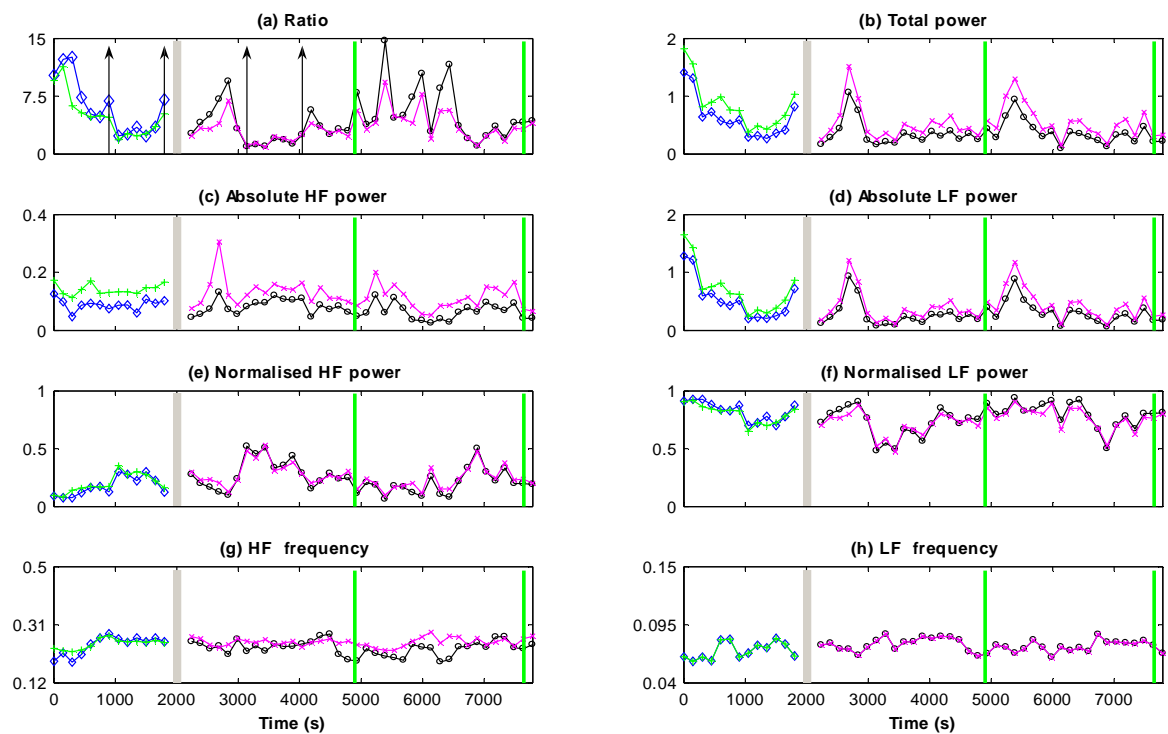 (a) Ratio
15
7.5
0
(b) Total power
2
1
0
(c) Absolute HF power
0.4
0.2
0
(d) Absolute LF power
2
1
0
(e) Normalised HF power
1
0.5
0
(f) Normalised LF power
1
0.5
0
(g) HF frequency
0.5
0.31
0.12
0 1000 2000 3000 4000 5000 6000 7000
Time (s)
(h) LF frequency
0.15
0.095
0.04
0 1000 2000 3000 4000 5000 6000 7000
Time (s)